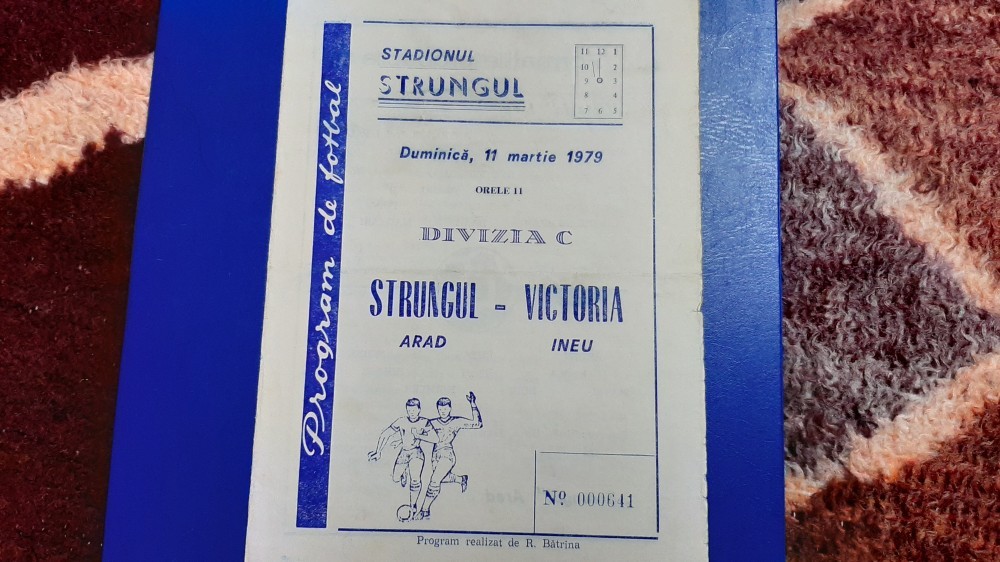 Program de fotbal
STADIONUL
STRUNGUL
11 12 1
10 2
9 3
8 4
7 6 5
Duminică, 11 martie 1979
ORELE 11
DIVIZIA C
STRUNGUL - VICTORIA
ARAD INEU
Nº 000641
Program realizat de R. Bătrîna